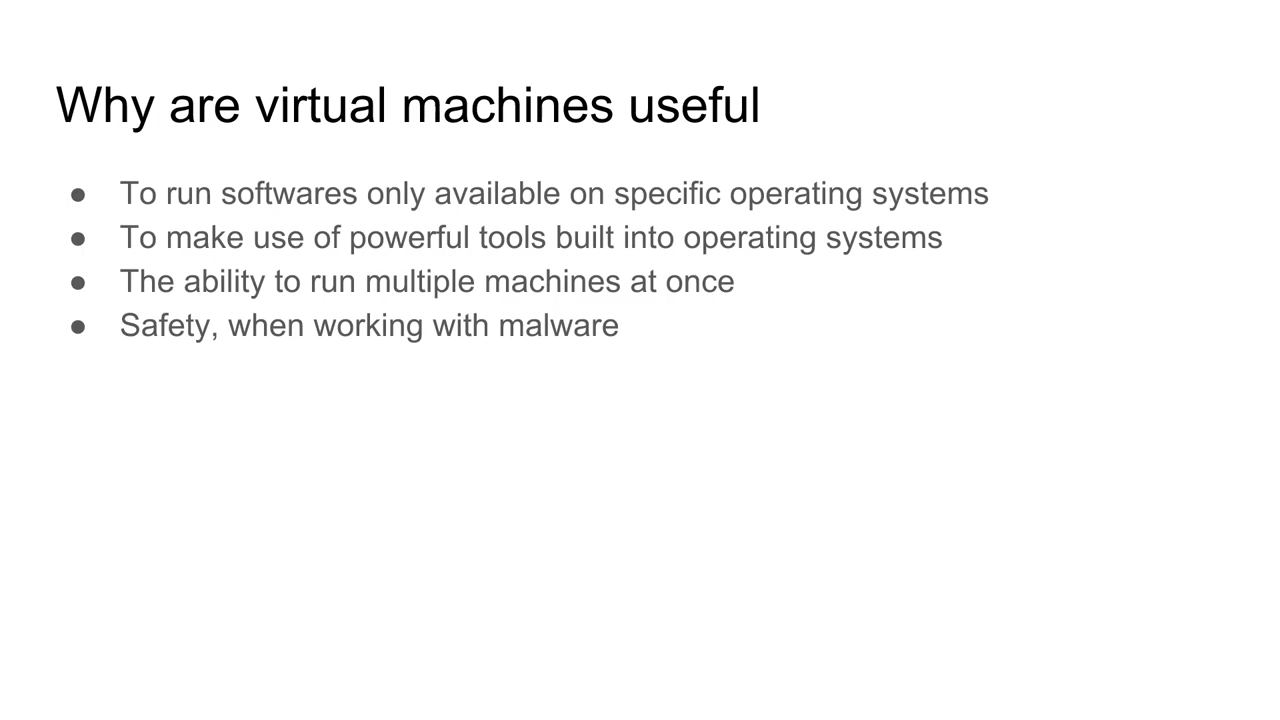 Why are virtual machines useful
● To run softwares only available on specific operating systems
● To make use of powerful tools built into operating systems
● The ability to run multiple machines at once
● Safety, when working with malware